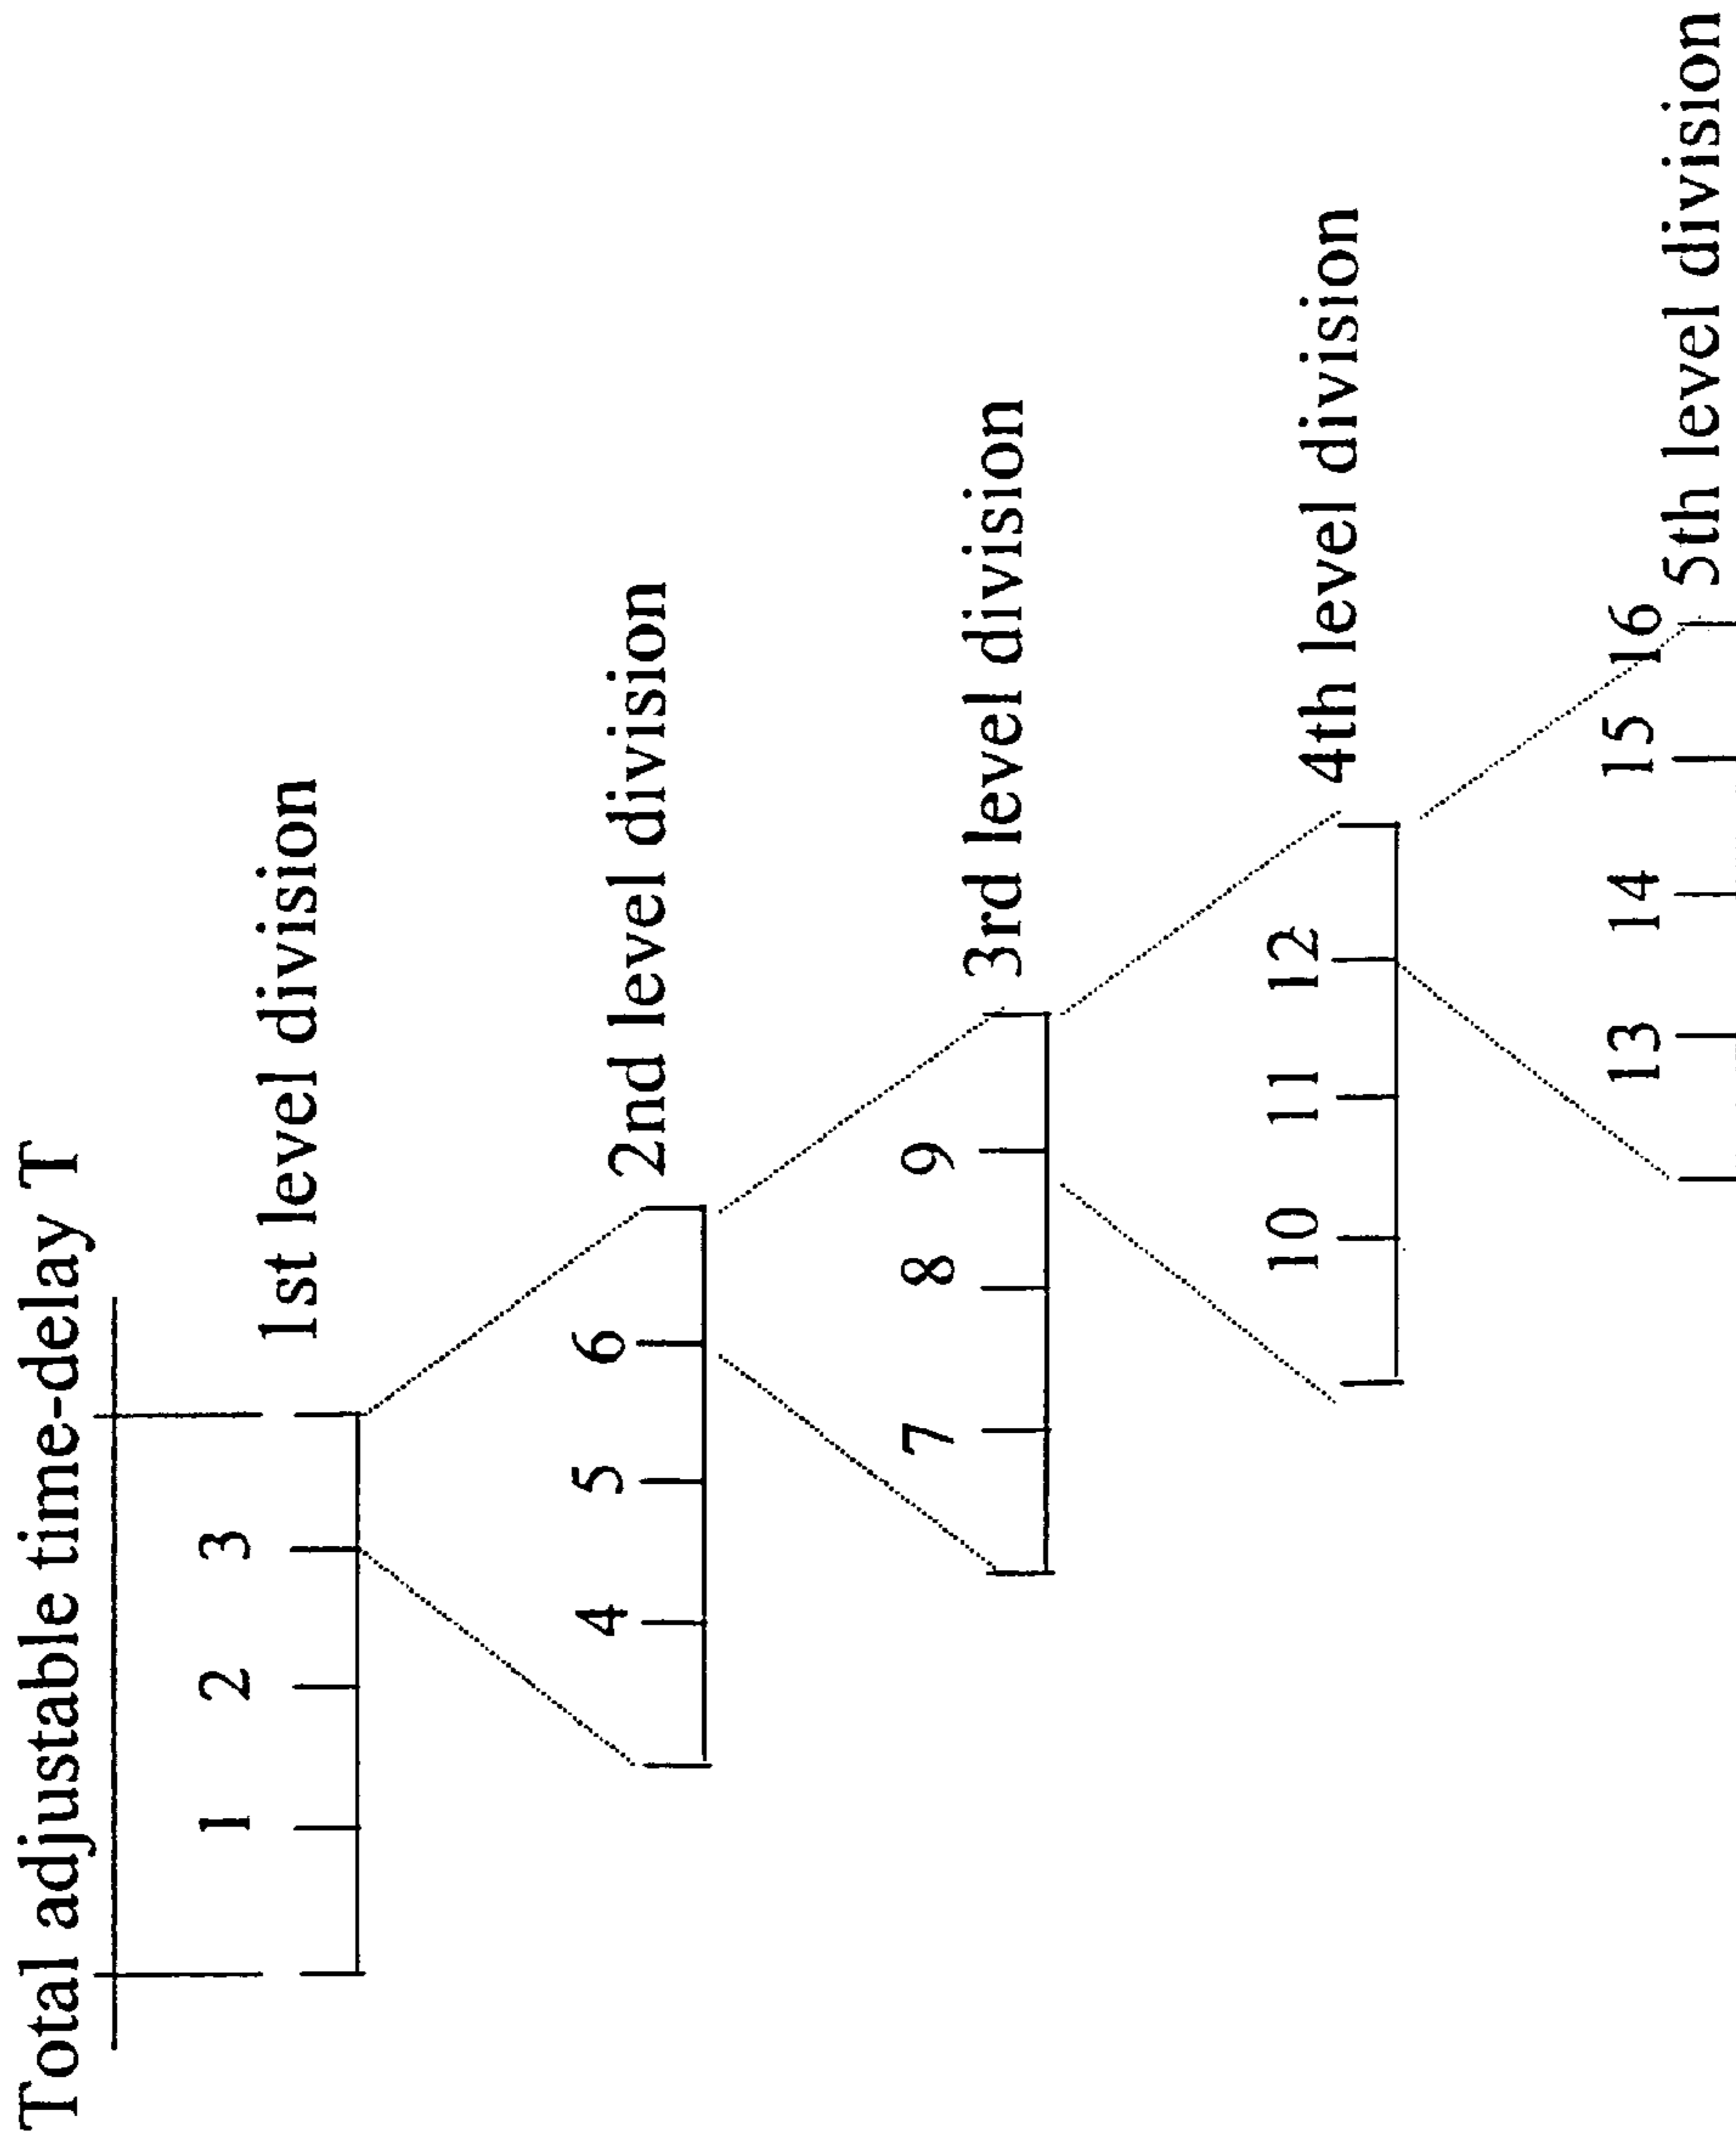 Total adjustable time-delay T
1 2 3
1st level division
4 5 6
2nd level division
7 8 9
3rd level division
10 11 12
4th level division
13 14 15 16
5th level division